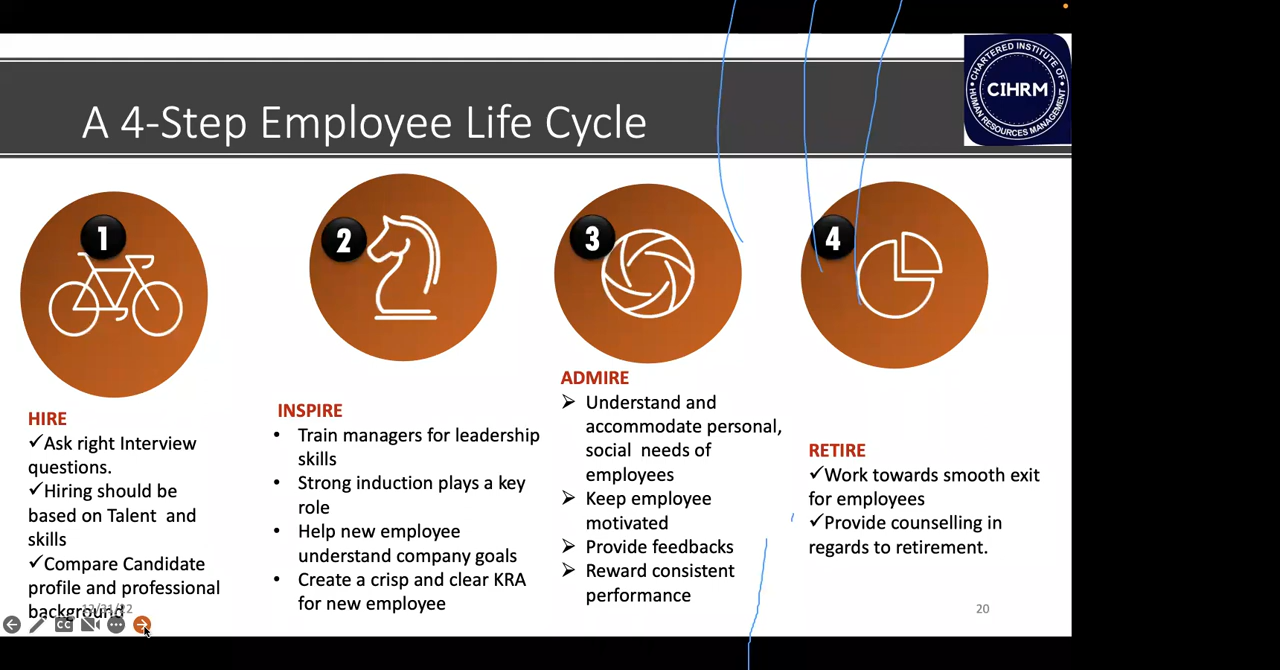 A 4-Step Employee Life Cycle
CHARTERED INSTITUTE OF
CIHRM
HUMAN RESOURCES MANAGEMENT
1
2
3
4
HIRE
✓Ask right Interview
questions.
✓Hiring should be
based on Talent and
skills
✓Compare Candidate
profile and professional
background
INSPIRE
• Train managers for leadership
skills
• Strong induction plays a key
role
• Help new employee
understand company goals
• Create a crisp and clear KRA
for new employee
ADMIRE
➢ Understand and
accommodate personal,
social needs of
employees
➢ Keep employee
motivated
➢ Provide feedbacks
➢ Reward consistent
performance
RETIRE
✓Work towards smooth exit
for employees
✓Provide counselling in
regards to retirement.
CC
20